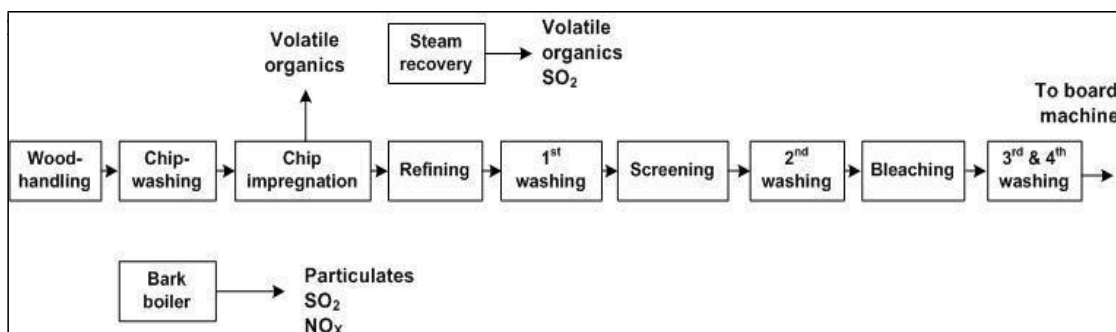 Volatile
organics
Steam
recovery
Volatile
organics
SO₂
To board
machine
Wood-
handling
Chip-
washing
Chip
impregnation
Refining
1ˢᵗ
washing
Screening
2ⁿᵈ
washing
Bleaching
3ʳᵈ & 4ᵗʰ
washing
Bark
boiler
Particulates
SO₂
NOₓ